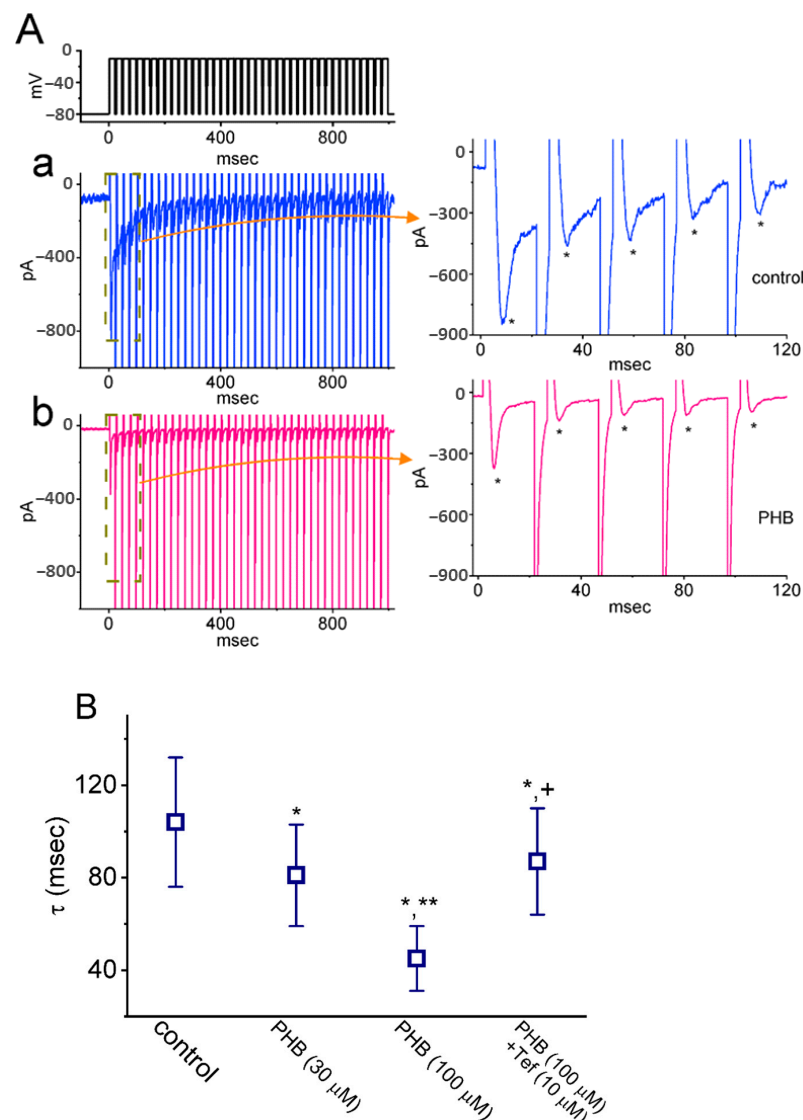 A
0
−40
−80
mV
0
400
800
msec
a
0
−400
−800
pA
0
400
800
msec
0
−300
−600
−900
pA
*
*
*
*
*
control
0
40
80
120
msec
b
0
−400
−800
pA
0
400
800
msec
0
−300
−600
−900
pA
*
*
*
*
*
PHB
0
40
80
120
msec
B
120
80
40
τ (msec)
*
*,**
*,+
control
PHB (30 μM)
PHB (100 μM)
PHB (100 μM)
+Tef (10 μM)